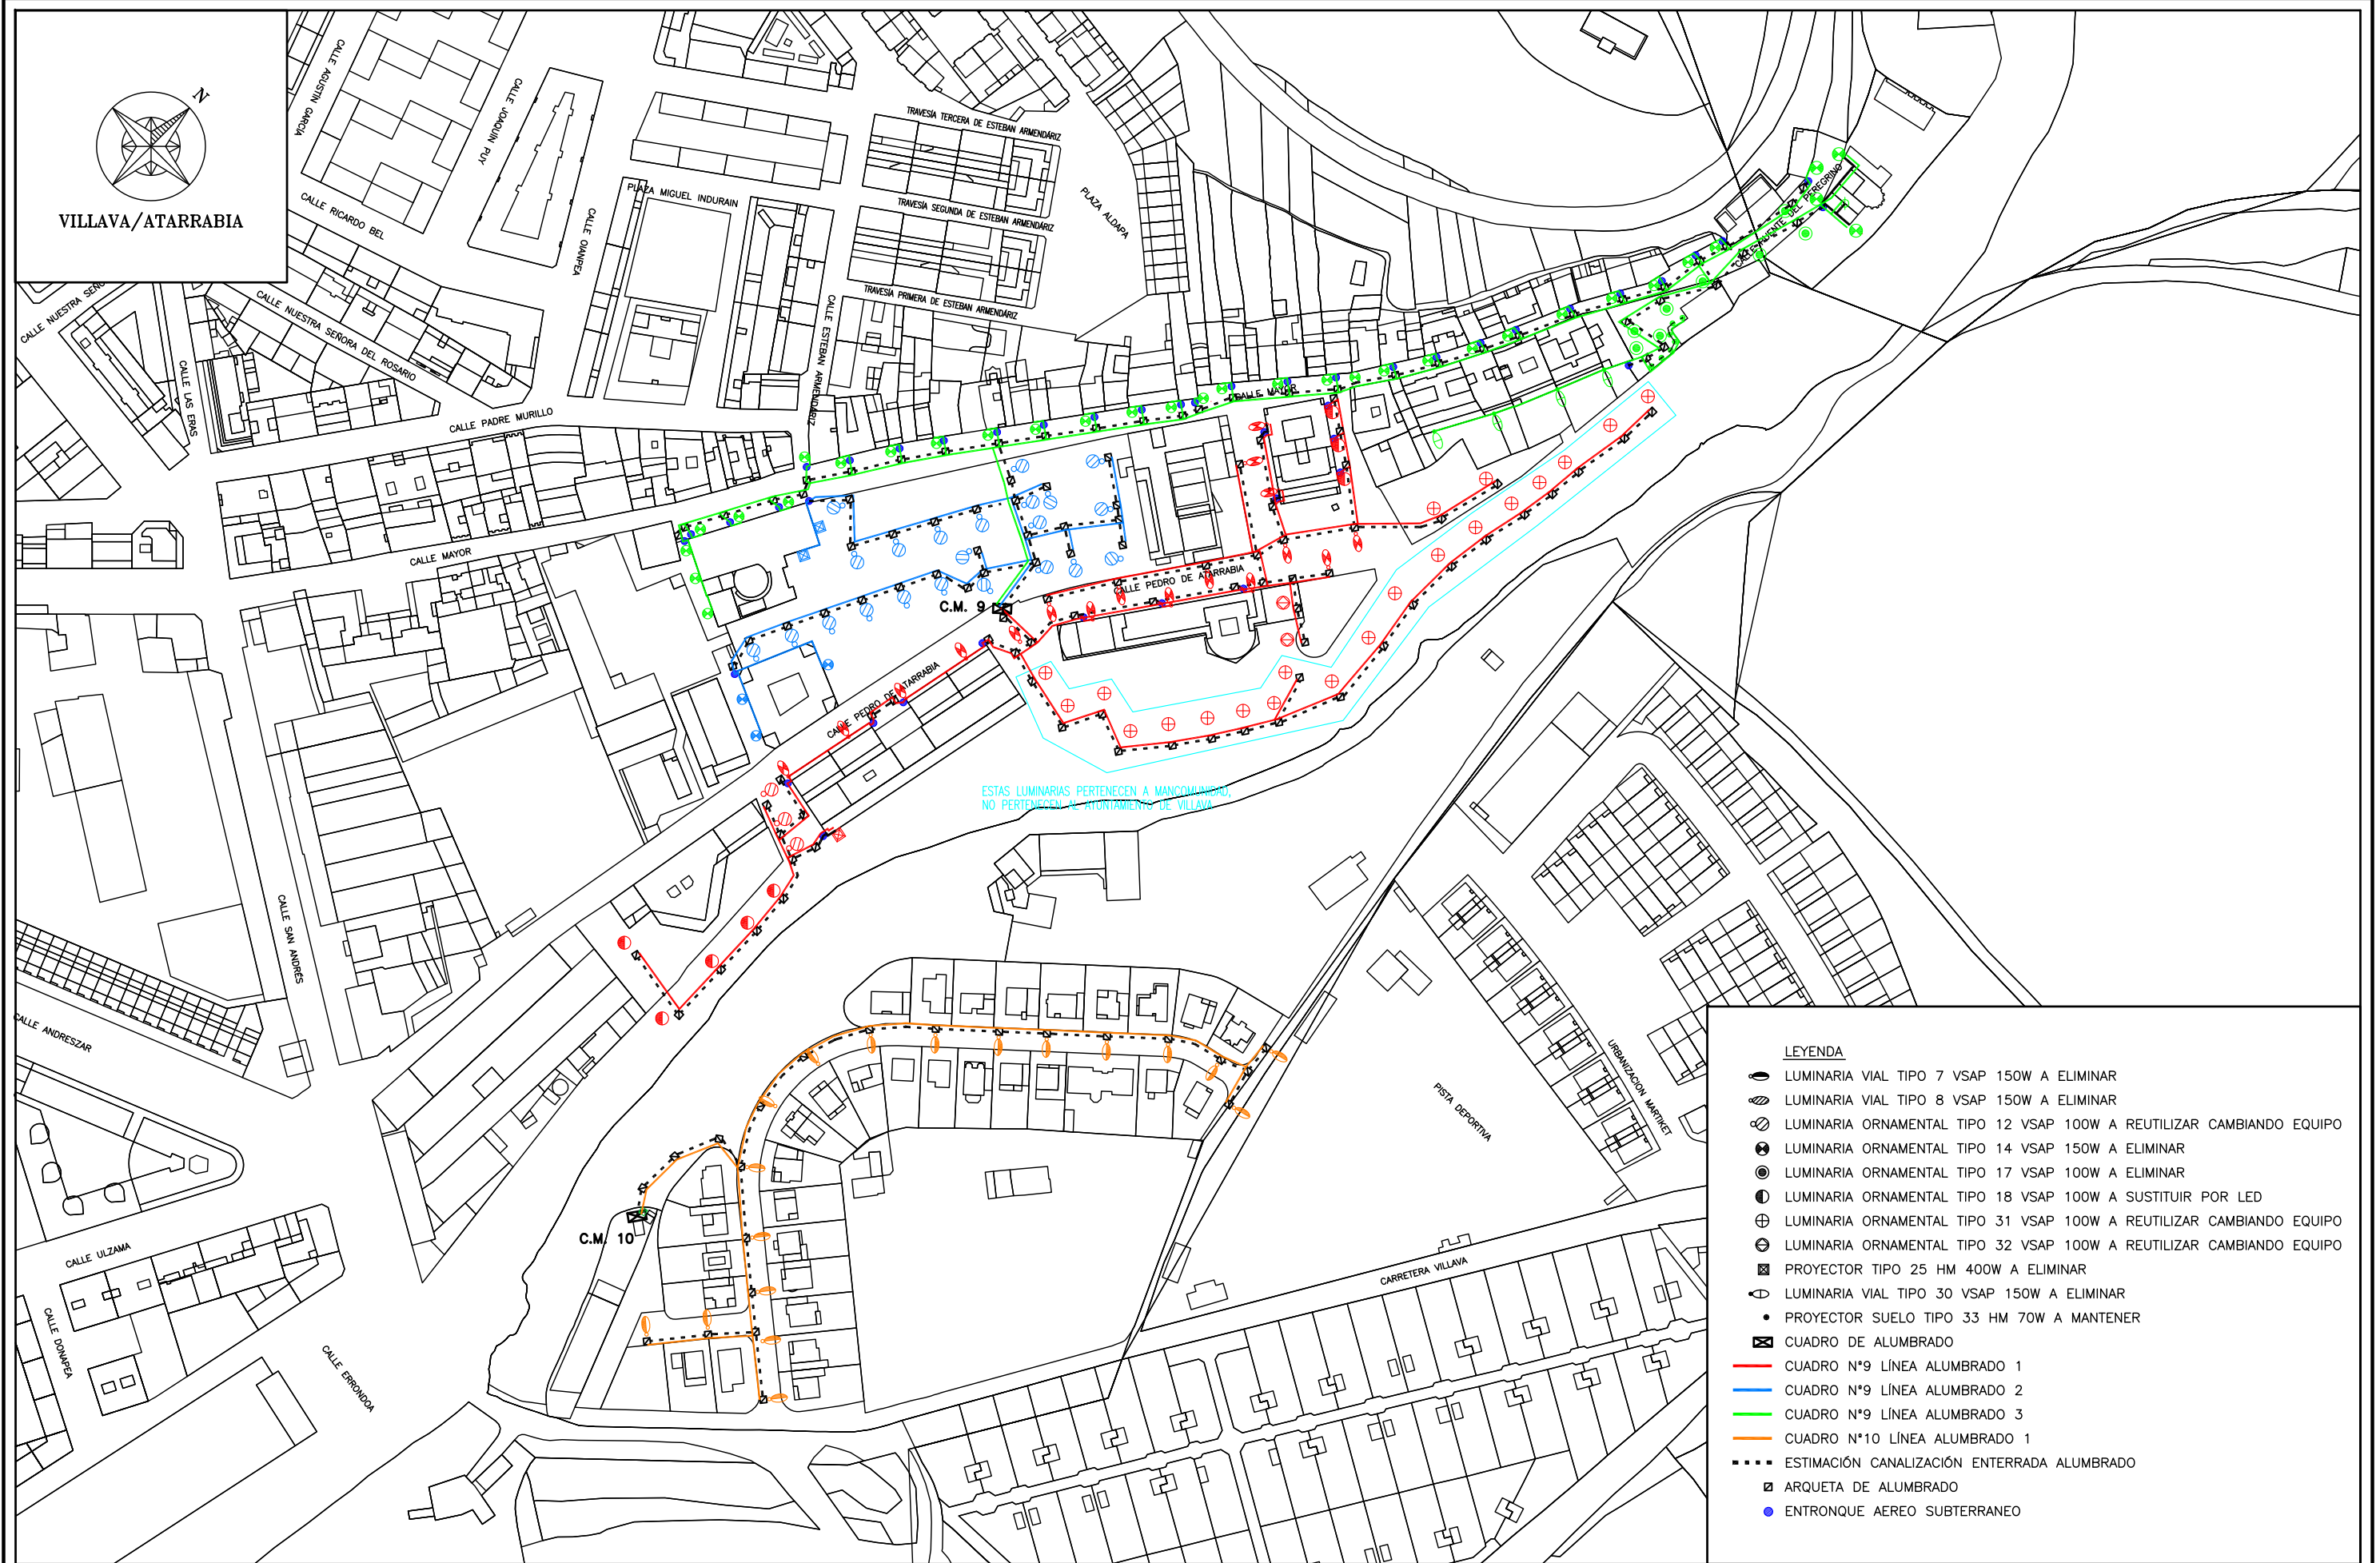 N
VILLAVA/ATARRABIA
CALLE AGUSTIN GARCÍA
CALLE JOAQUIN PUY
CALLE RICARDO BEL
CALLE OIANPEA
PLAZA MIGUEL INDURAIN
TRAVESÍA TERCERA DE ESTEBAN ARMENDÁRIZ
TRAVESÍA SEGUNDA DE ESTEBAN ARMENDÁRIZ
TRAVESÍA PRIMERA DE ESTEBAN ARMENDÁRIZ
PLAZA ALDAPA
CALLE ESTEBAN ARMENDÁRIZ
CALLE NUESTRA
CALLE NUESTRA SEÑORA DEL ROSARIO
CALLE LAS ERAS
CALLE PADRE MURILLO
CALLE MAYOR
CALLE MAYOR
CALLE PUENTE DEL PEREGRINO
C.M. 9
CALLE PEDRO DE ATARRABIA
CALLE PEDRO DE ATARRABIA
ESTAS LUMINARIAS PERTENECEN A MANCOMUNIDAD,
NO PERTENECEM AL AYUNTAMIENTO DE VILLAVA
CALLE SAN ANDRÉS
CALLE ANDRESZAR
CALLE ULZAMA
CALLE DONAPEA
CALLE ERRONDOA
C.M. 10
PISTA DEPORTIVA
URBANIZACION MARTIKET
CARRETERA VILLAVA
LEYENDA
LUMINARIA VIAL TIPO 7 VSAP 150W A ELIMINAR
LUMINARIA VIAL TIPO 8 VSAP 150W A ELIMINAR
LUMINARIA ORNAMENTAL TIPO 12 VSAP 100W A REUTILIZAR CAMBIANDO EQUIPO
LUMINARIA ORNAMENTAL TIPO 14 VSAP 150W A ELIMINAR
LUMINARIA ORNAMENTAL TIPO 17 VSAP 100W A ELIMINAR
LUMINARIA ORNAMENTAL TIPO 18 VSAP 100W A SUSTITUIR POR LED
LUMINARIA ORNAMENTAL TIPO 31 VSAP 100W A REUTILIZAR CAMBIANDO EQUIPO
LUMINARIA ORNAMENTAL TIPO 32 VSAP 100W A REUTILIZAR CAMBIANDO EQUIPO
PROYECTOR TIPO 25 HM 400W A ELIMINAR
LUMINARIA VIAL TIPO 30 VSAP 150W A ELIMINAR
PROYECTOR SUELO TIPO 33 HM 70W A MANTENER
CUADRO DE ALUMBRADO
CUADRO Nº9 LÍNEA ALUMBRADO 1
CUADRO Nº9 LÍNEA ALUMBRADO 2
CUADRO Nº9 LÍNEA ALUMBRADO 3
CUADRO Nº10 LÍNEA ALUMBRADO 1
ESTIMACIÓN CANALIZACIÓN ENTERRADA ALUMBRADO
ARQUETA DE ALUMBRADO
ENTRONQUE AEREO SUBTERRANEO